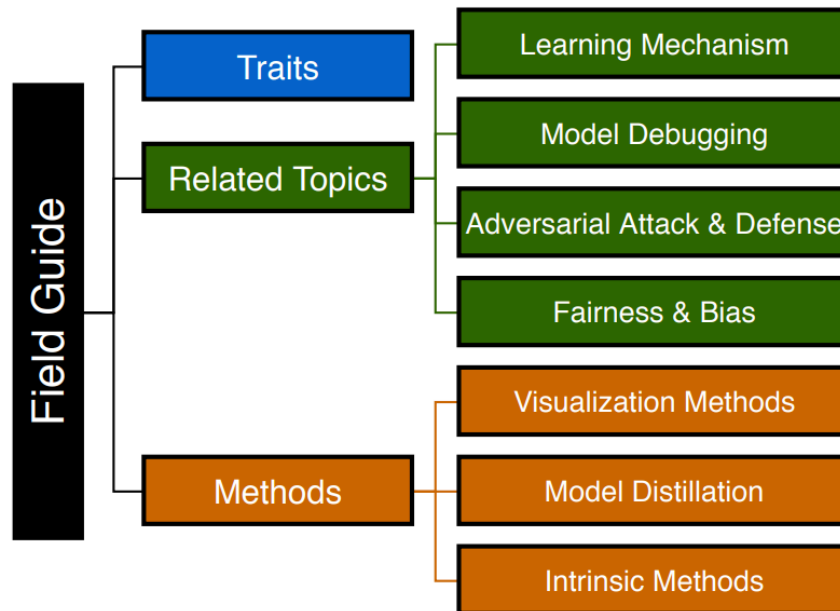 Field Guide
Traits
Related Topics
Learning Mechanism
Model Debugging
Adversarial Attack & Defense
Fairness & Bias
Methods
Visualization Methods
Model Distillation
Intrinsic Methods